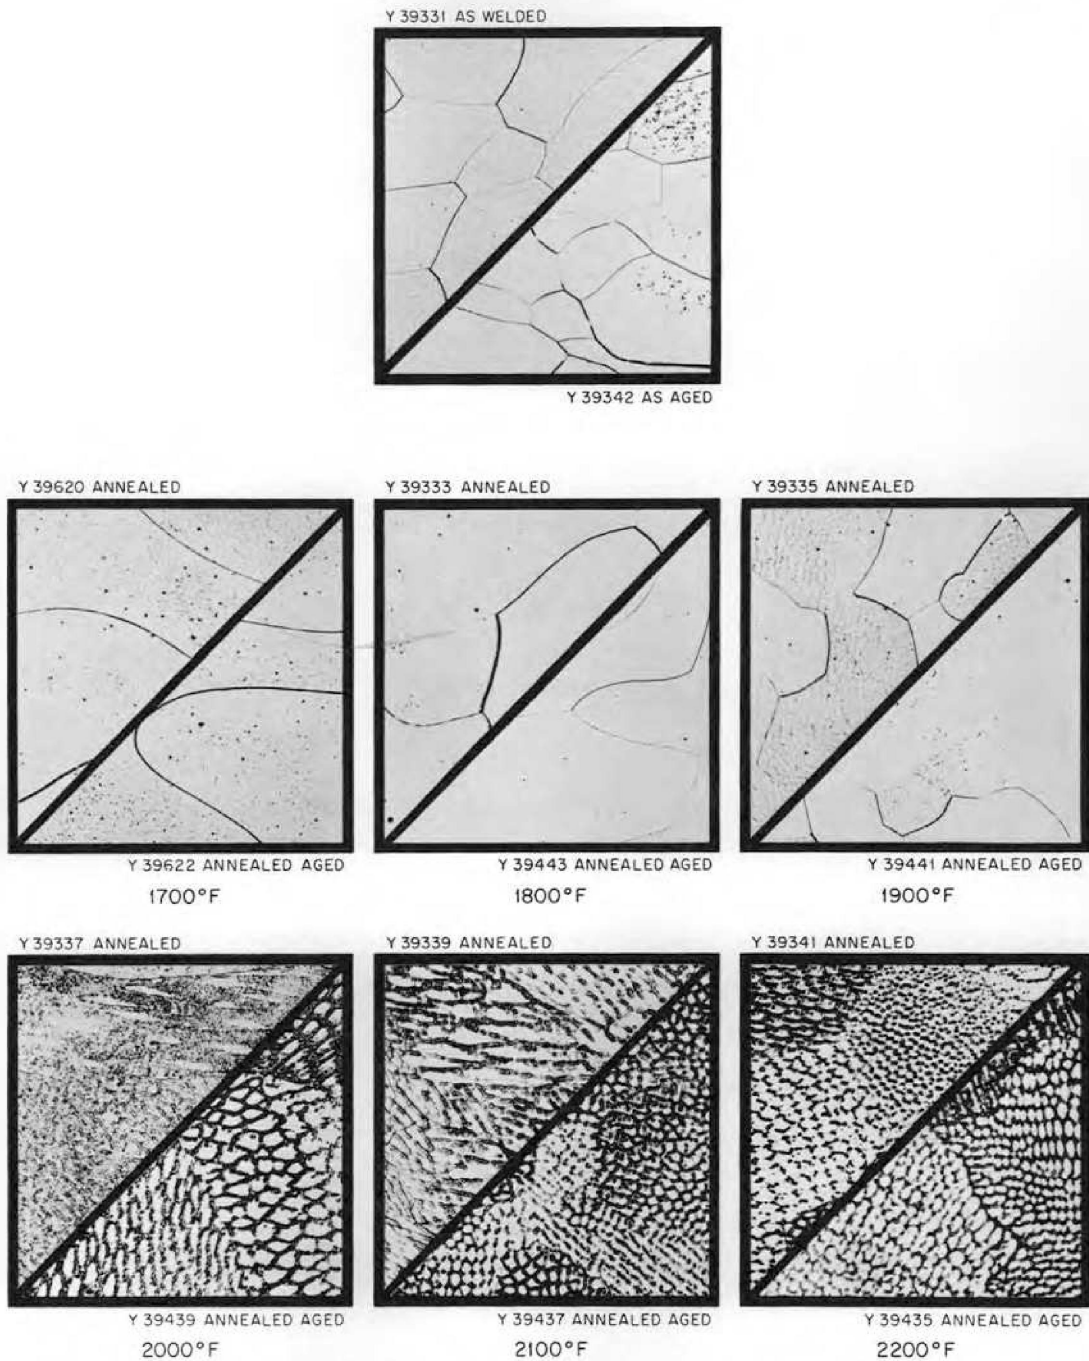 Y 39331 AS WELDED
Y 39342 AS AGED
Y 39620 ANNEALED
Y 39333 ANNEALED
Y 39335 ANNEALED
Y 39622 ANNEALED AGED
Y 39443 ANNEALED AGED
Y 39441 ANNEALED AGED
1700°F
1800°F
1900°F
Y 39337 ANNEALED
Y 39339 ANNEALED
Y 39341 ANNEALED
Y 39439 ANNEALED AGED
Y 39437 ANNEALED AGED
Y 39435 ANNEALED AGED
2000°F
2100°F
2200°F